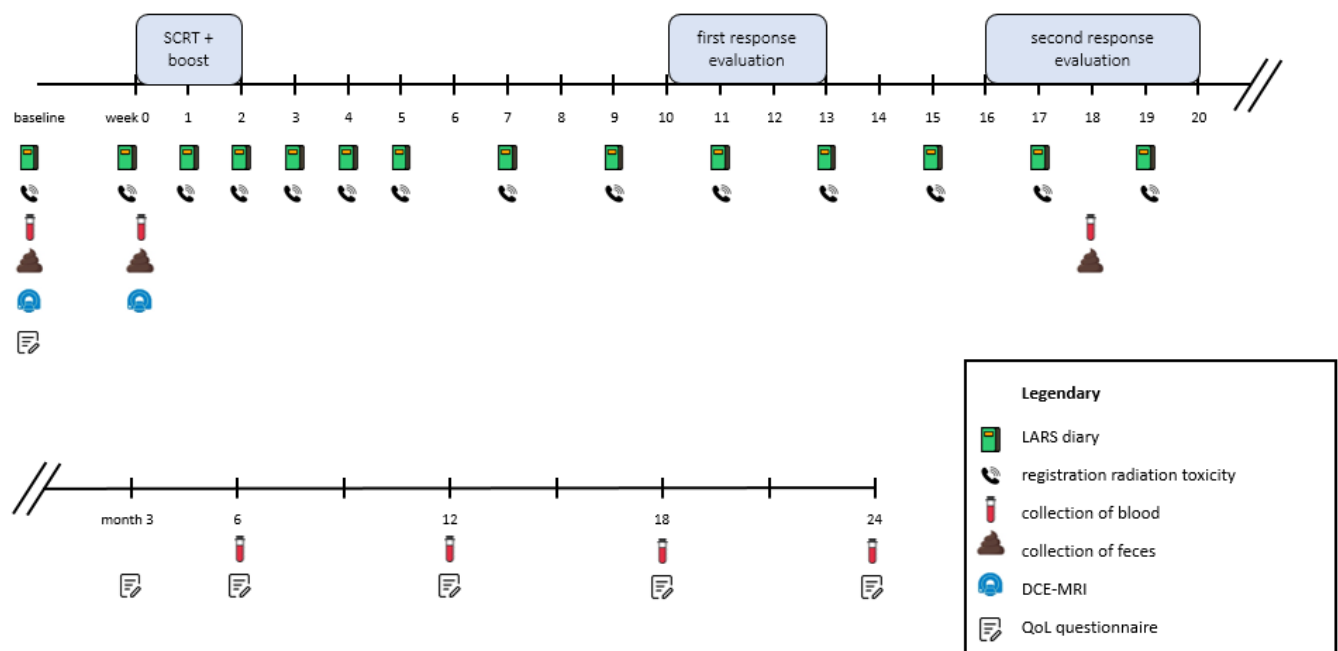 SCRT +
boost
first response
evaluation
second response
evaluation
baseline week 0 1 2 3 4 5 6 7 8 9 10 11 12 13 14 15 16 17 18 19 20
Legendary
LARS diary
registration radiation toxicity
collection of blood
collection of feces
DCE-MRI
QoL questionnaire
month 3 6 12 18 24